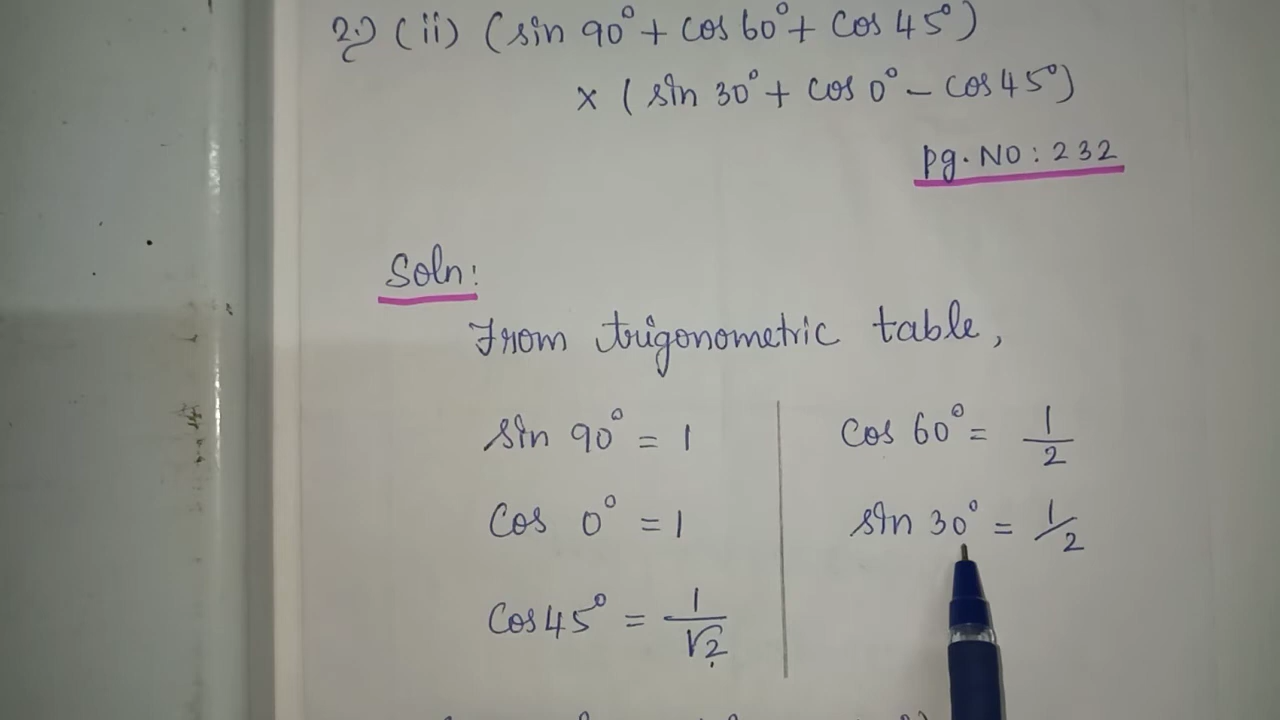 2.) (ii) (sin 90° + cos 60° + cos 45°)
× (sin 30° + cos 0° – cos 45°)
pg. NO : 232
Soln:
From trigonometric table,
sin 90° = 1
cos 60° = 1/2
cos 0° = 1
sin 30° = 1/2
cos 45° = 1/√2